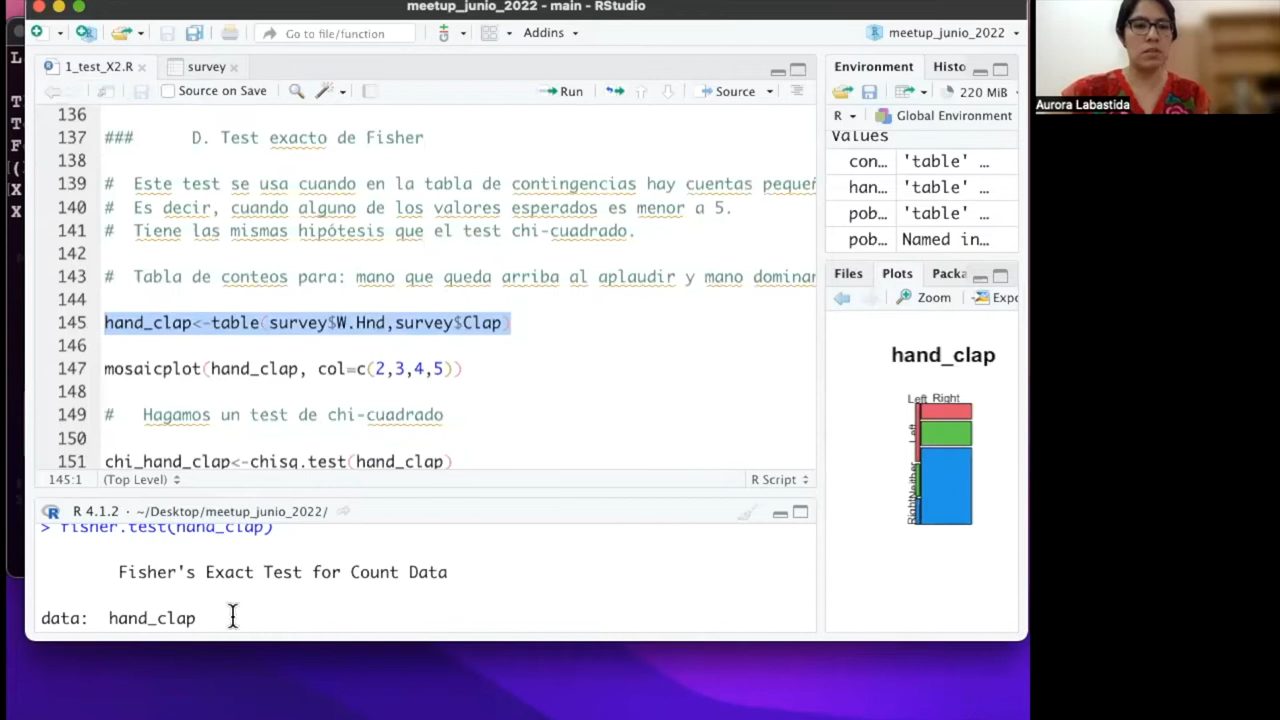 meetup_junio_2022 - main - RStudio
Go to file/function
Addins
meetup_junio_2022
1_test_X2.R
survey
Source on Save
Run
Source
136
137 ### D. Test exacto de Fisher
138
139 # Este test se usa cuando en la tabla de contingencias hay cuentas pequeñ
140 # Es decir, cuando alguno de los valores esperados es menor a 5.
141 # Tiene las mismas hipótesis que el test chi-cuadrado.
142
143 # Tabla de conteos para: mano que queda arriba al aplaudir y mano dominan
144
145 hand_clap<-table(survey$W.Hnd,survey$Clap)
146
147 mosaicplot(hand_clap, col=c(2,3,4,5))
148
149 # Hagamos un test de chi-cuadrado
150
151 chi_hand_clap<-chisq.test(hand_clap)
145:1 (Top Level) R Script
R 4.1.2 · ~/Desktop/meetup_junio_2022/
> fisher.test(hand_clap)
Fisher's Exact Test for Count Data
data: hand_clap
Environment Histo
220 MiB
R Global Environment
Values
con… 'table' …
han… 'table' …
pob… 'table' …
pob… Named in…
Files Plots Packa
Zoom Expo
hand_clap
Left Right
Left
Neither
Right
Aurora Labastida
L
T
T
F
(
X
X